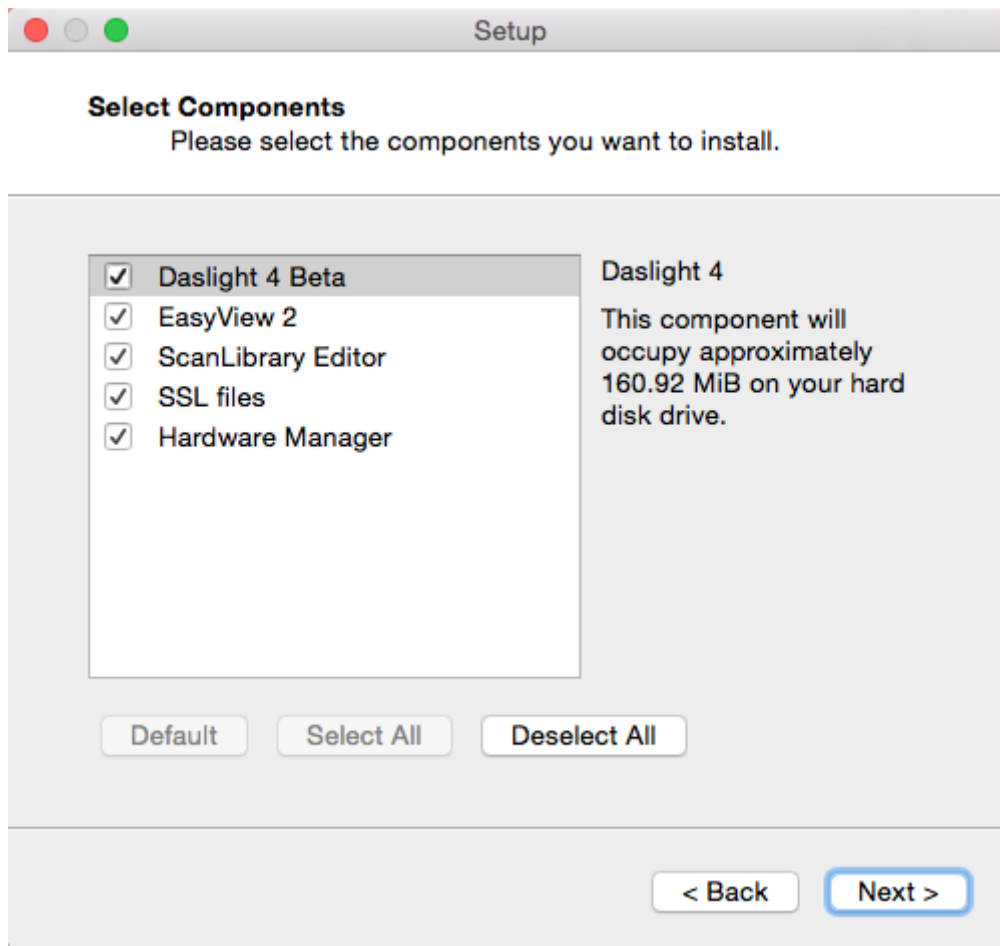 Setup
Select Components
Please select the components you want to install.
Daslight 4 Beta
EasyView 2
ScanLibrary Editor
SSL files
Hardware Manager
Daslight 4
This component will
occupy approximately
160.92 MiB on your hard
disk drive.
Default
Select All
Deselect All
< Back
Next >